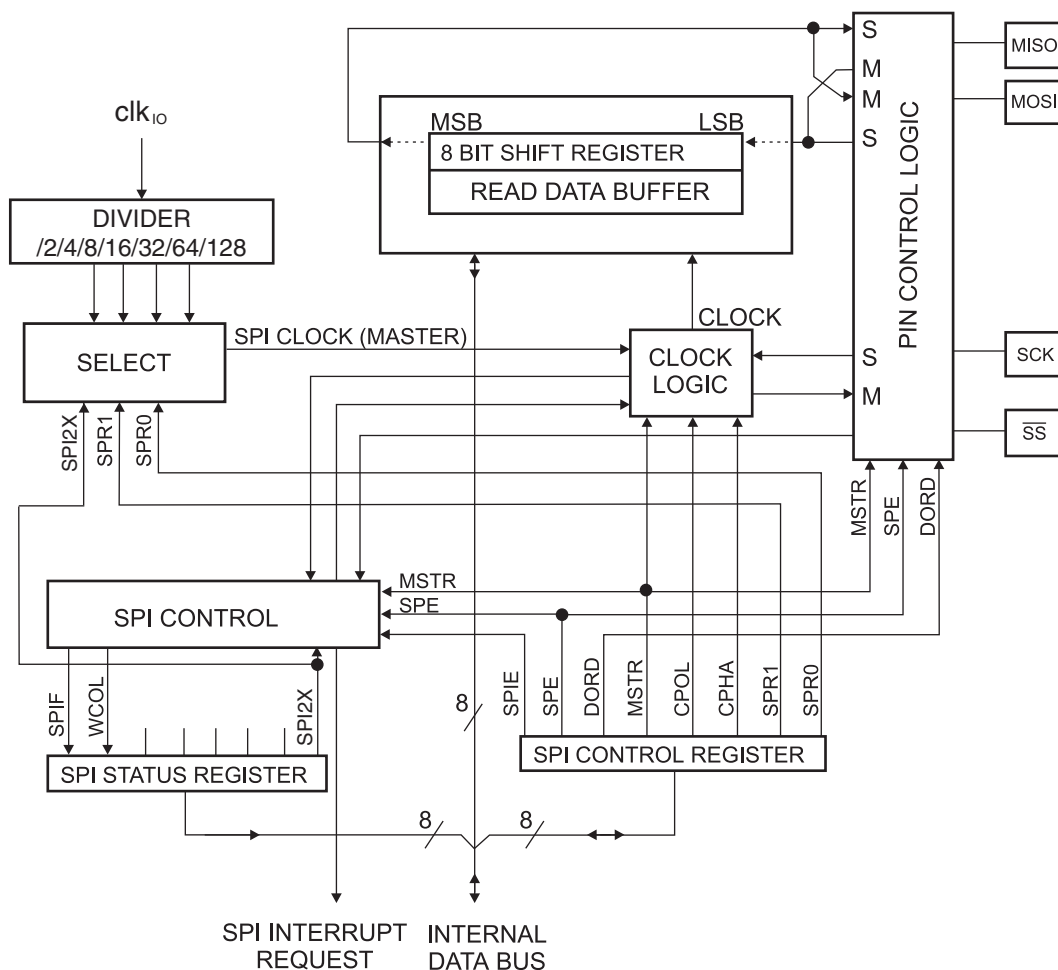 S
MISO
M
M
MOSI
clk IO
MSB
LSB
S
8 BIT SHIFT REGISTER
READ DATA BUFFER
DIVIDER
/2/4/8/16/32/64/128
PIN CONTROL LOGIC
SPI CLOCK (MASTER)
CLOCK
SELECT
CLOCK
LOGIC
S
SCK
M
SPI2X
SPR1
SPR0
SS
MSTR
SPE
DORD
MSTR
SPE
SPI CONTROL
SPIF
WCOL
SPI2X
8
SPIE
SPE
DORD
MSTR
CPOL
CPHA
SPR1
SPR0
SPI STATUS REGISTER
SPI CONTROL REGISTER
8
8
SPI INTERRUPT
REQUEST
INTERNAL
DATA BUS